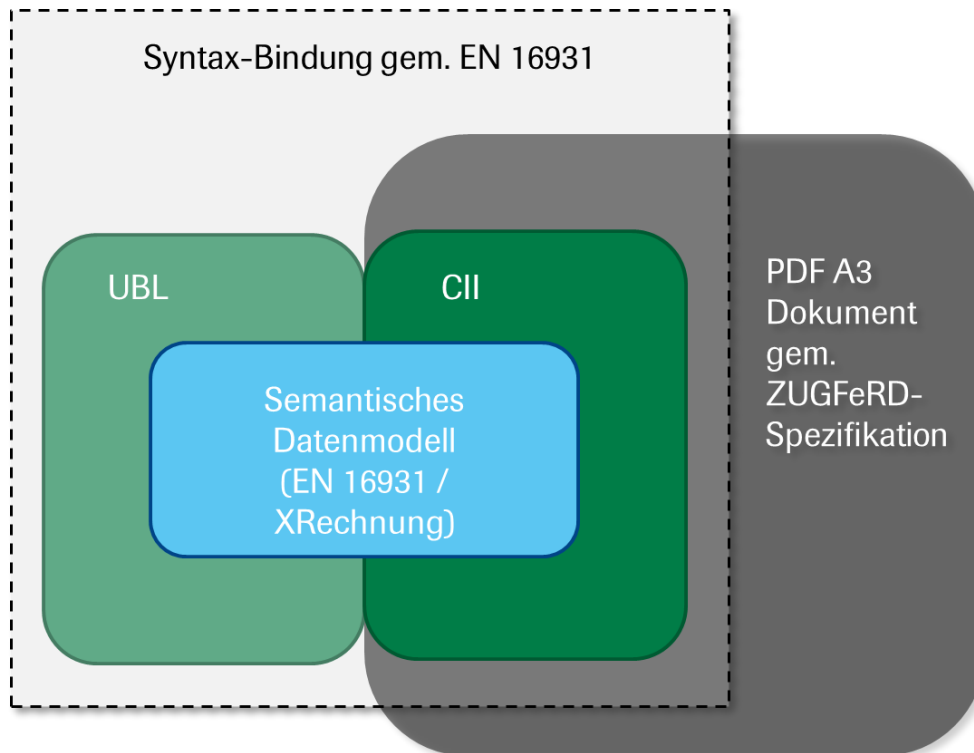 Syntax-Bindung gem. EN 16931
UBL
CII
PDF A3
Dokument
gem.
ZUGFeRD-
Spezifikation
Semantisches
Datenmodell
(EN 16931 /
XRechnung)